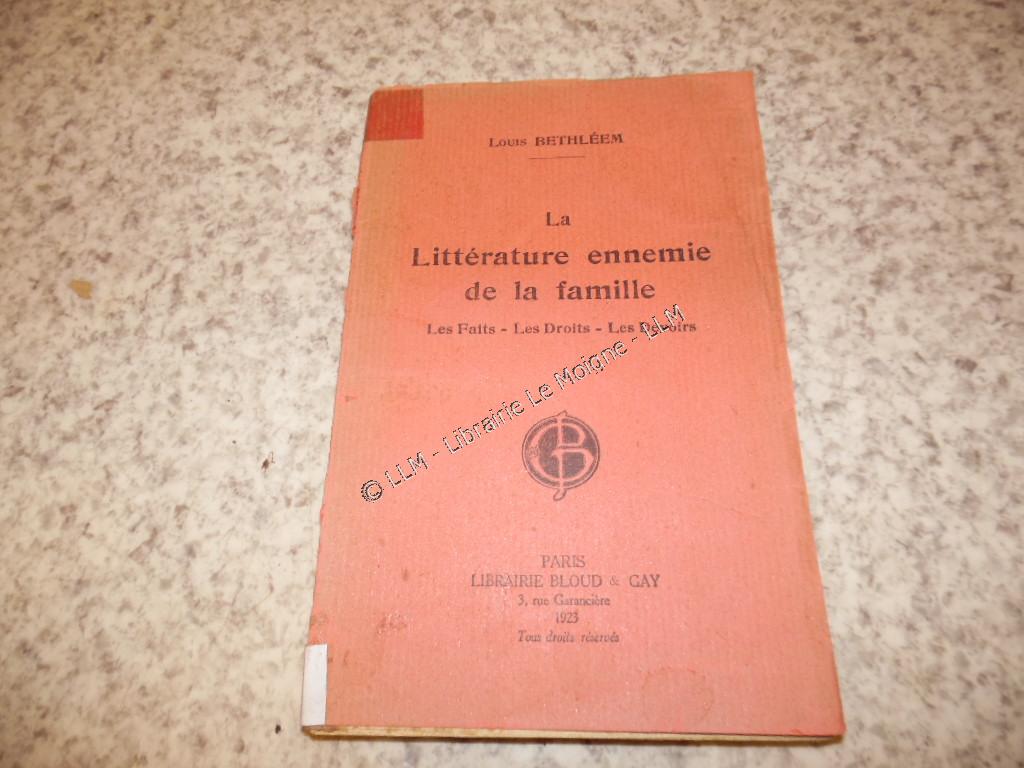 Louis BETHLÉEM
La
Littérature ennemie
de la famille
Les Faits - Les Droits - Les Devoirs
© LLM - Librairie Le Moigne - LLM
PARIS
LIBRAIRIE BLOUD & GAY
3, rue Garancière
1923
Tous droits réservés